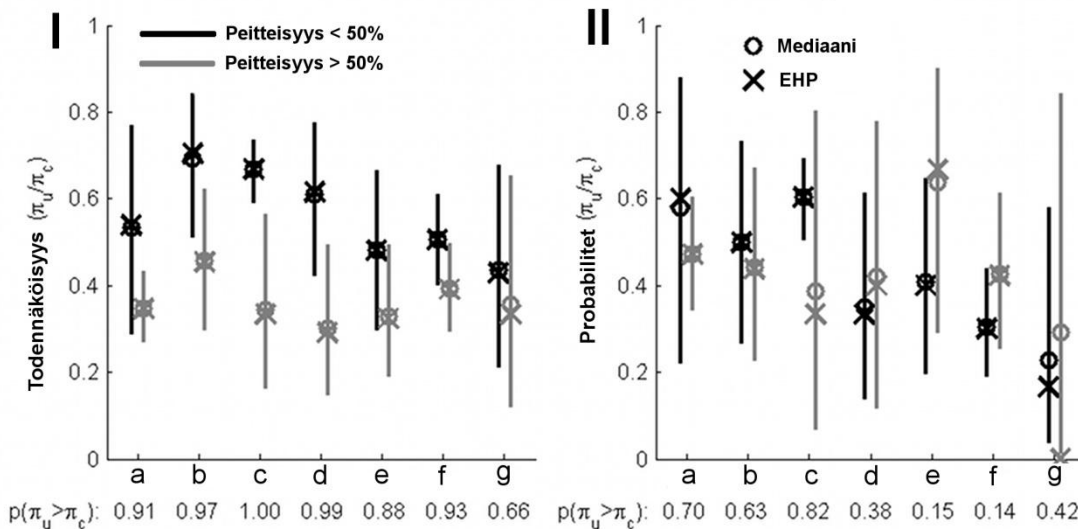 I
Peitteisyys < 50%
Peitteisyys > 50%
Todennäköisyys (π_u/π_c)
1
0.8
0.6
0.4
0.2
0
a b c d e f g
p(π_u>π_c): 0.91 0.97 1.00 0.99 0.88 0.93 0.66
II
Mediaani
EHP
Probabilitet (π_u/π_c)
1
0.8
0.6
0.4
0.2
0
a b c d e f g
p(π_u>π_c): 0.70 0.63 0.82 0.38 0.15 0.14 0.42